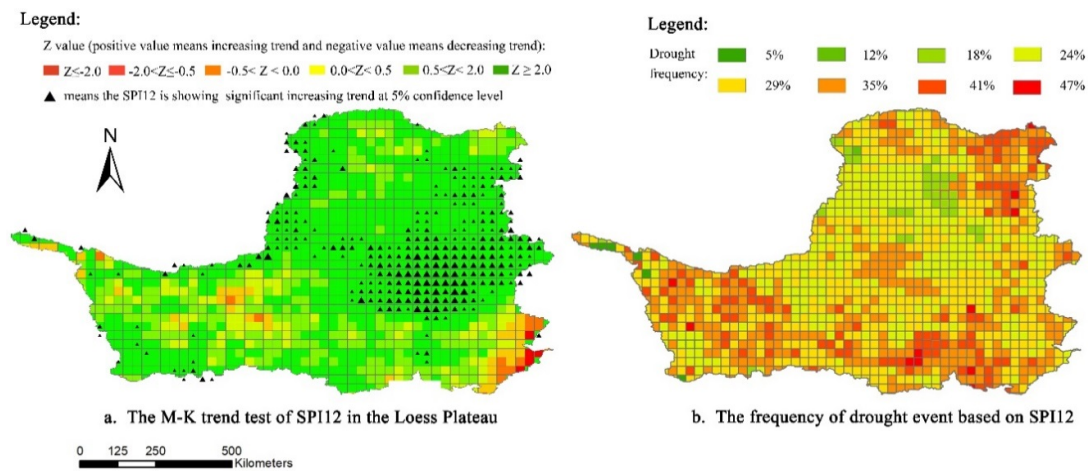 Legend:
Z value (positive value means increasing trend and negative value means decreasing trend):
Z≤-2.0 -2.0<Z≤-0.5 -0.5< Z < 0.0 0.0<Z< 0.5 0.5<Z< 2.0 Z ≥ 2.0
▲ means the SPI12 is showing significant increasing trend at 5% confidence level
N
a. The M-K trend test of SPI12 in the Loess Plateau
0 125 250 500
Kilometers
Legend:
Drought frequency:
5% 12% 18% 24%
29% 35% 41% 47%
b. The frequency of drought event based on SPI12